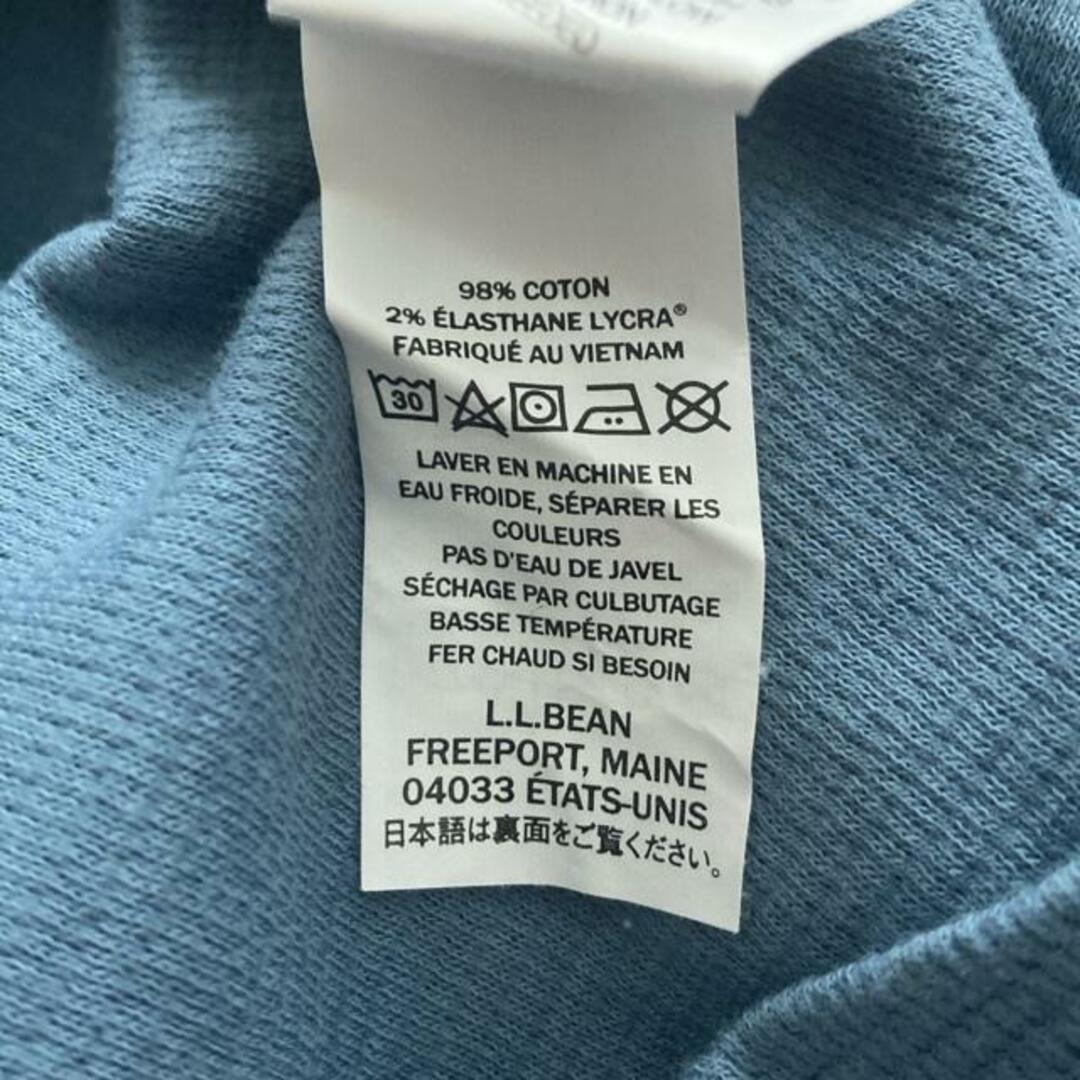 98% COTON
2% ÉLASTHANE LYCRA®
FABRIQUÉ AU VIETNAM
30
LAVER EN MACHINE EN
EAU FROIDE, SÉPARER LES
COULEURS
PAS D'EAU DE JAVEL
SÉCHAGE PAR CULBUTAGE
BASSE TEMPÉRATURE
FER CHAUD SI BESOIN
L.L.BEAN
FREEPORT, MAINE
04033 ÉTATS-UNIS
日本語は裏面をご覧ください。